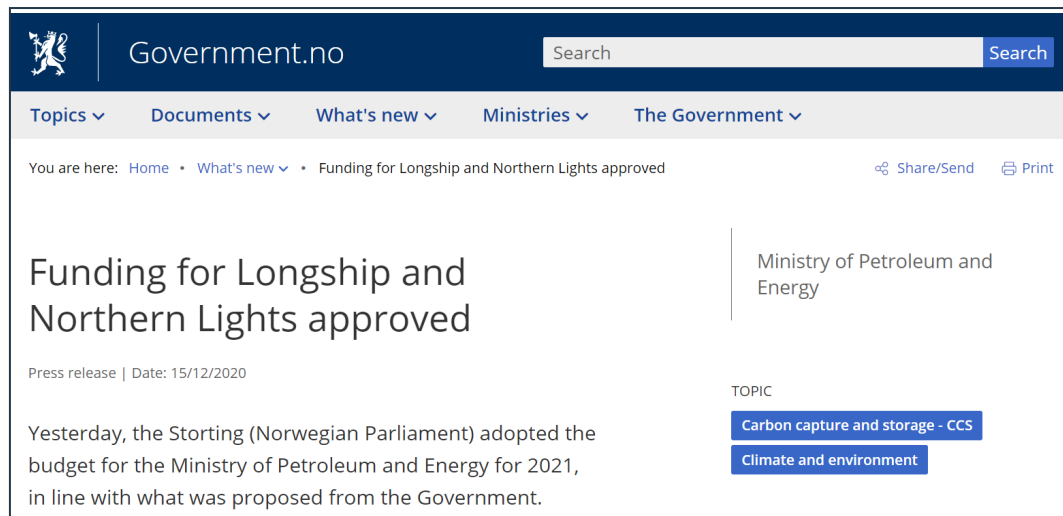 Government.no
Search
Search
Topics
Documents
What's new
Ministries
The Government
You are here: Home • What's new • Funding for Longship and Northern Lights approved
Share/Send
Print
Funding for Longship and
Northern Lights approved
Press release | Date: 15/12/2020
Yesterday, the Storting (Norwegian Parliament) adopted the
budget for the Ministry of Petroleum and Energy for 2021,
in line with what was proposed from the Government.
Ministry of Petroleum and
Energy
TOPIC
Carbon capture and storage - CCS
Climate and environment